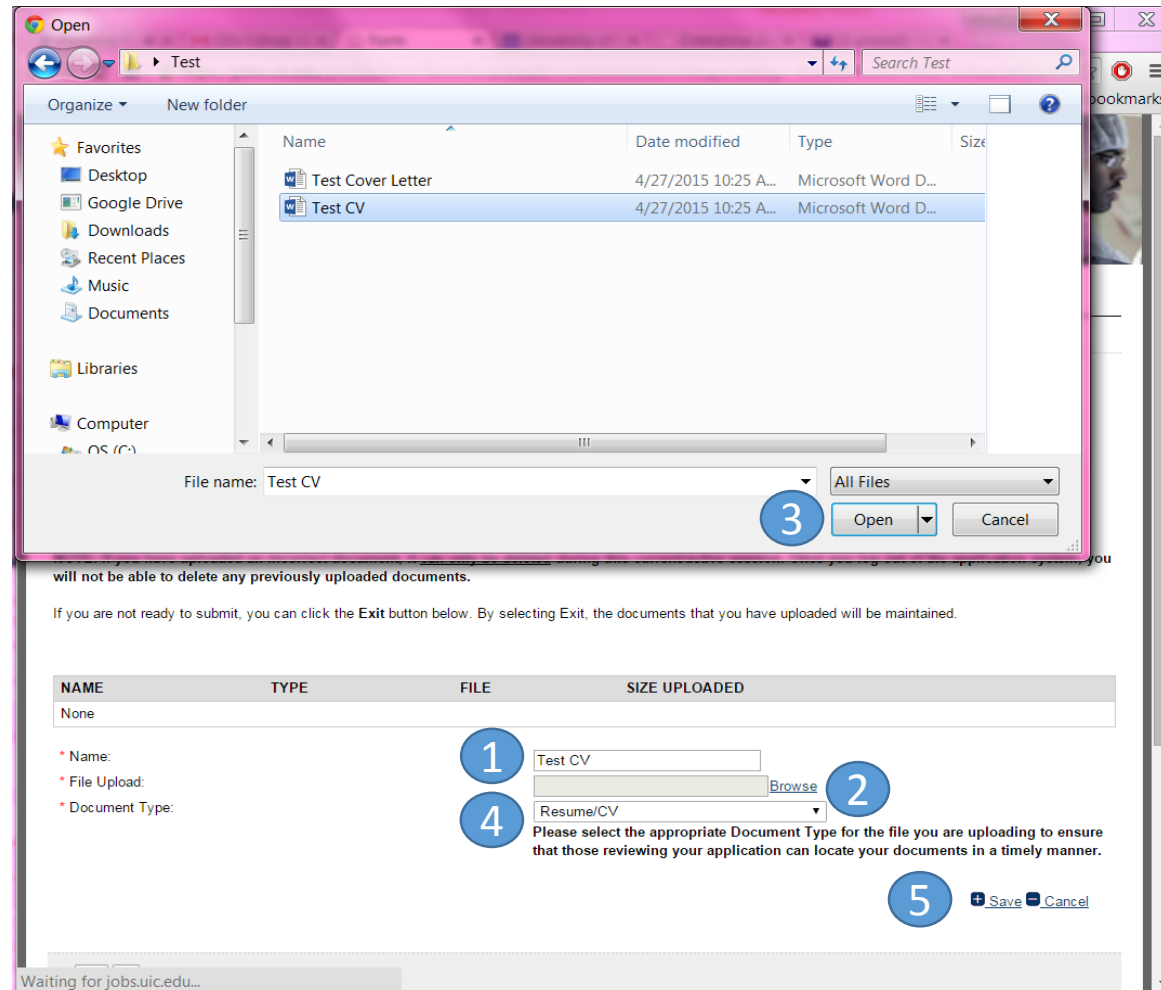 Open
Test
Search Test
Organize
New folder
bookmarks
Name Date modified Type Size
Favorites
Desktop
Google Drive
Downloads
Recent Places
Music
Documents
Libraries
Computer
OS (C:)
Test Cover Letter 4/27/2015 10:25 A... Microsoft Word D...
Test CV 4/27/2015 10:25 A... Microsoft Word D...
File name: Test CV
All Files
3
Open
Cancel
will not be able to delete any previously uploaded documents.
If you are not ready to submit, you can click the Exit button below. By selecting Exit, the documents that you have uploaded will be maintained.
NAME TYPE FILE SIZE UPLOADED
None
* Name: 1 Test CV
* File Upload: Browse 2
* Document Type: 4 Resume/CV
Please select the appropriate Document Type for the file you are uploading to ensure
that those reviewing your application can locate your documents in a timely manner.
5 Save Cancel
Waiting for jobs.uic.edu...